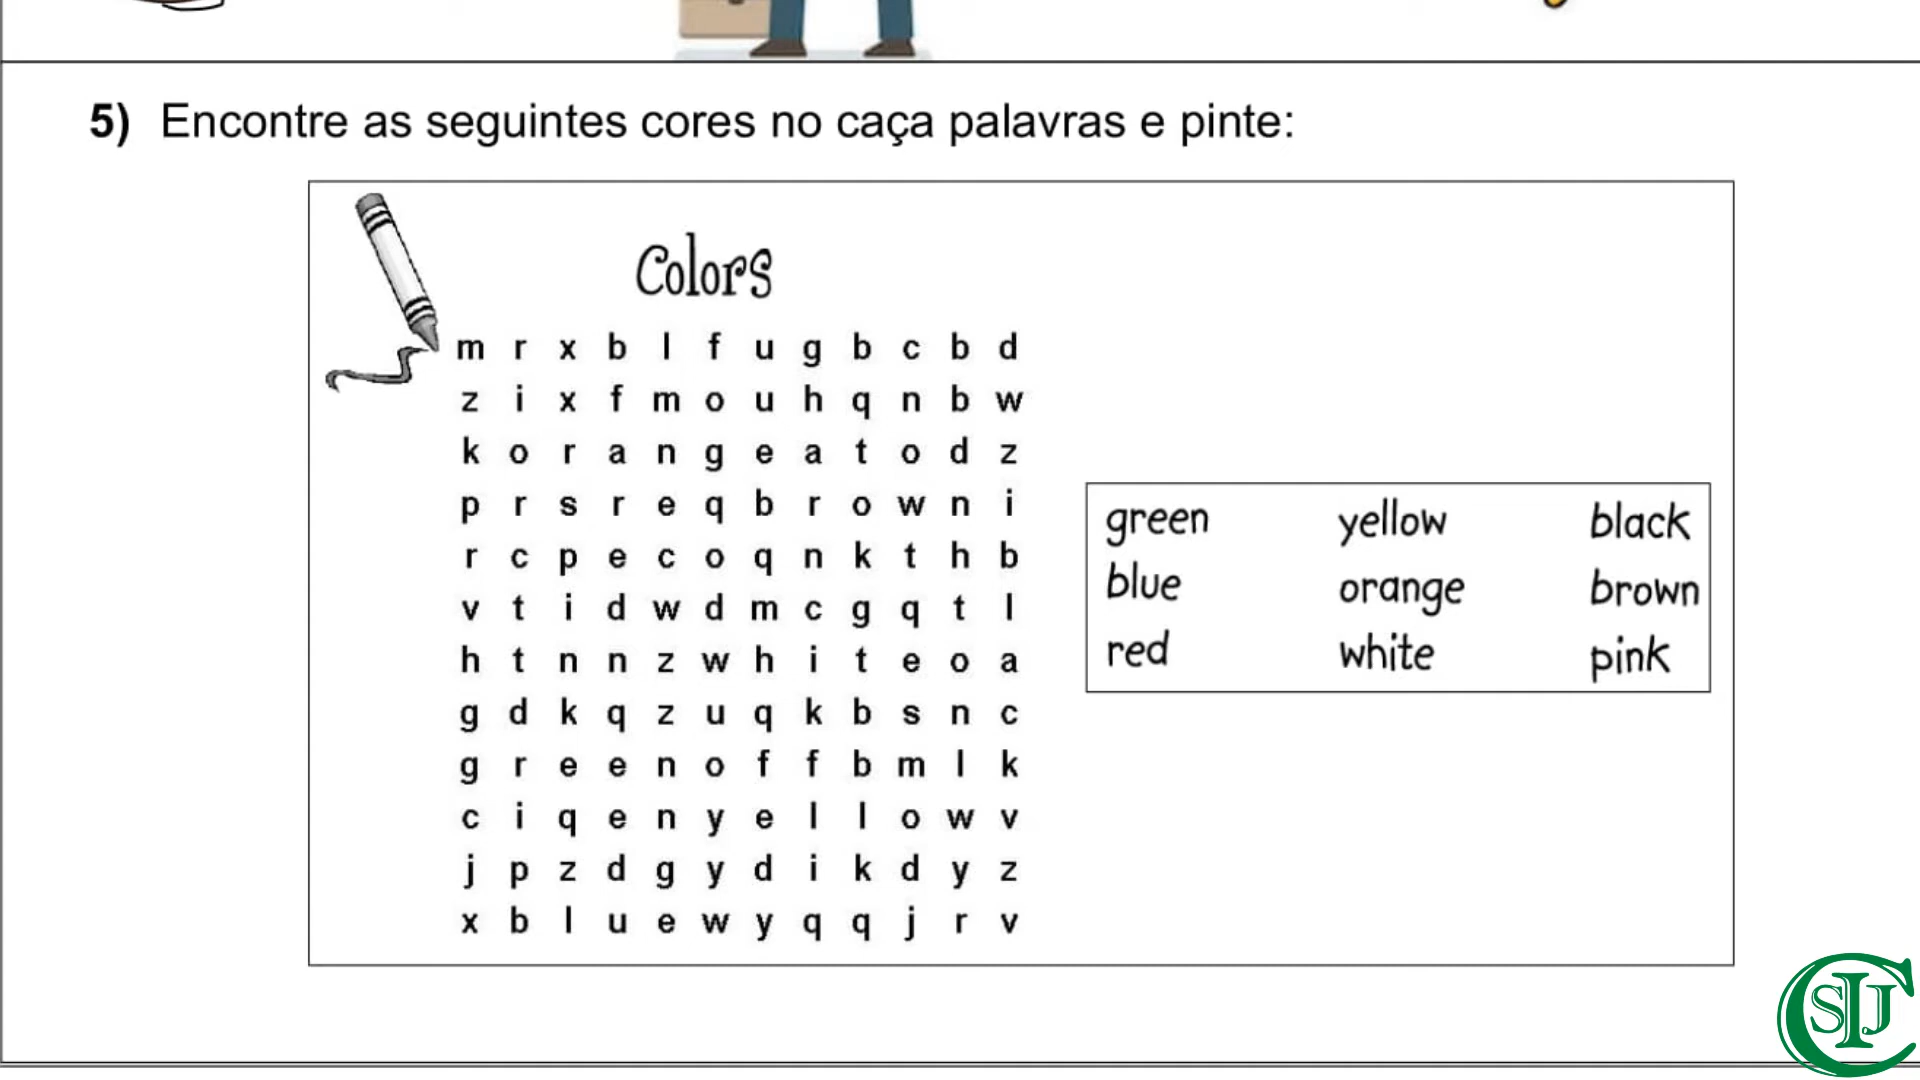 5) Encontre as seguintes cores no caça palavras e pinte:
Colors
m r x b l f u g b c b d
z i x f m o u h q n b w
k o r a n g e a t o d z
p r s r e q b r o w n i
r c p e c o q n k t h b
v t i d w d m c g q t l
h t n n z w h i t e o a
g d k q z u q k b s n c
g r e e n o f f b m l k
c i q e n y e l l o w v
j p z d g y d i k d y z
x b l u e w y q q j r v
green yellow black
blue orange brown
red white pink
CSIJ